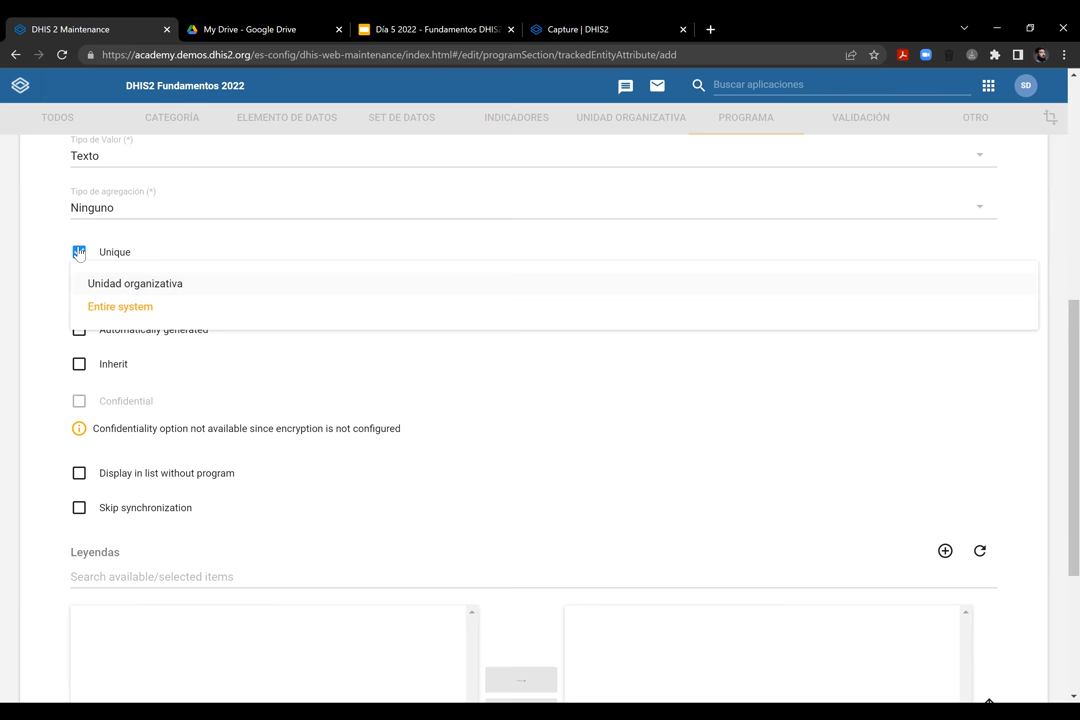 DHIS 2 Maintenance
My Drive - Google Drive
Día 5 2022 - Fundamentos DHIS
Capture | DHIS2
https://academy.demos.dhis2.org/es-config/dhis-web-maintenance/index.html#/edit/programSection/trackedEntityAttribute/add
DHIS2 Fundamentos 2022
Buscar aplicaciones
SD
TODOS
CATEGORÍA
ELEMENTO DE DATOS
SET DE DATOS
INDICADORES
UNIDAD ORGANIZATIVA
PROGRAMA
VALIDACIÓN
OTRO
Tipo de Valor (*)
Texto
Tipo de agregación (*)
Ninguno
Unique
Unidad organizativa
Entire system
Automatically generated
Inherit
Confidential
Confidentiality option not available since encryption is not configured
Display in list without program
Skip synchronization
Leyendas
Search available/selected items
→